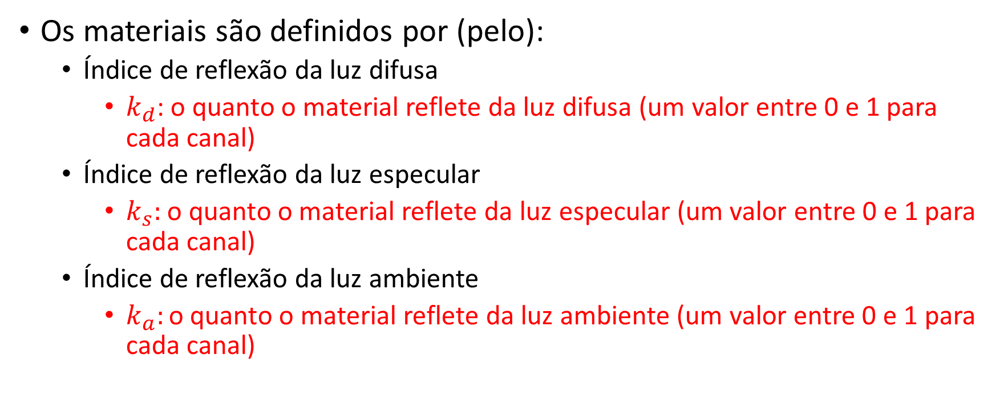 • Os materiais são definidos por (pelo):
• Índice de reflexão da luz difusa
• k_d: o quanto o material reflete da luz difusa (um valor entre 0 e 1 para
cada canal)
• Índice de reflexão da luz especular
• k_s: o quanto o material reflete da luz especular (um valor entre 0 e 1 para
cada canal)
• Índice de reflexão da luz ambiente
• k_a: o quanto o material reflete da luz ambiente (um valor entre 0 e 1 para
cada canal)